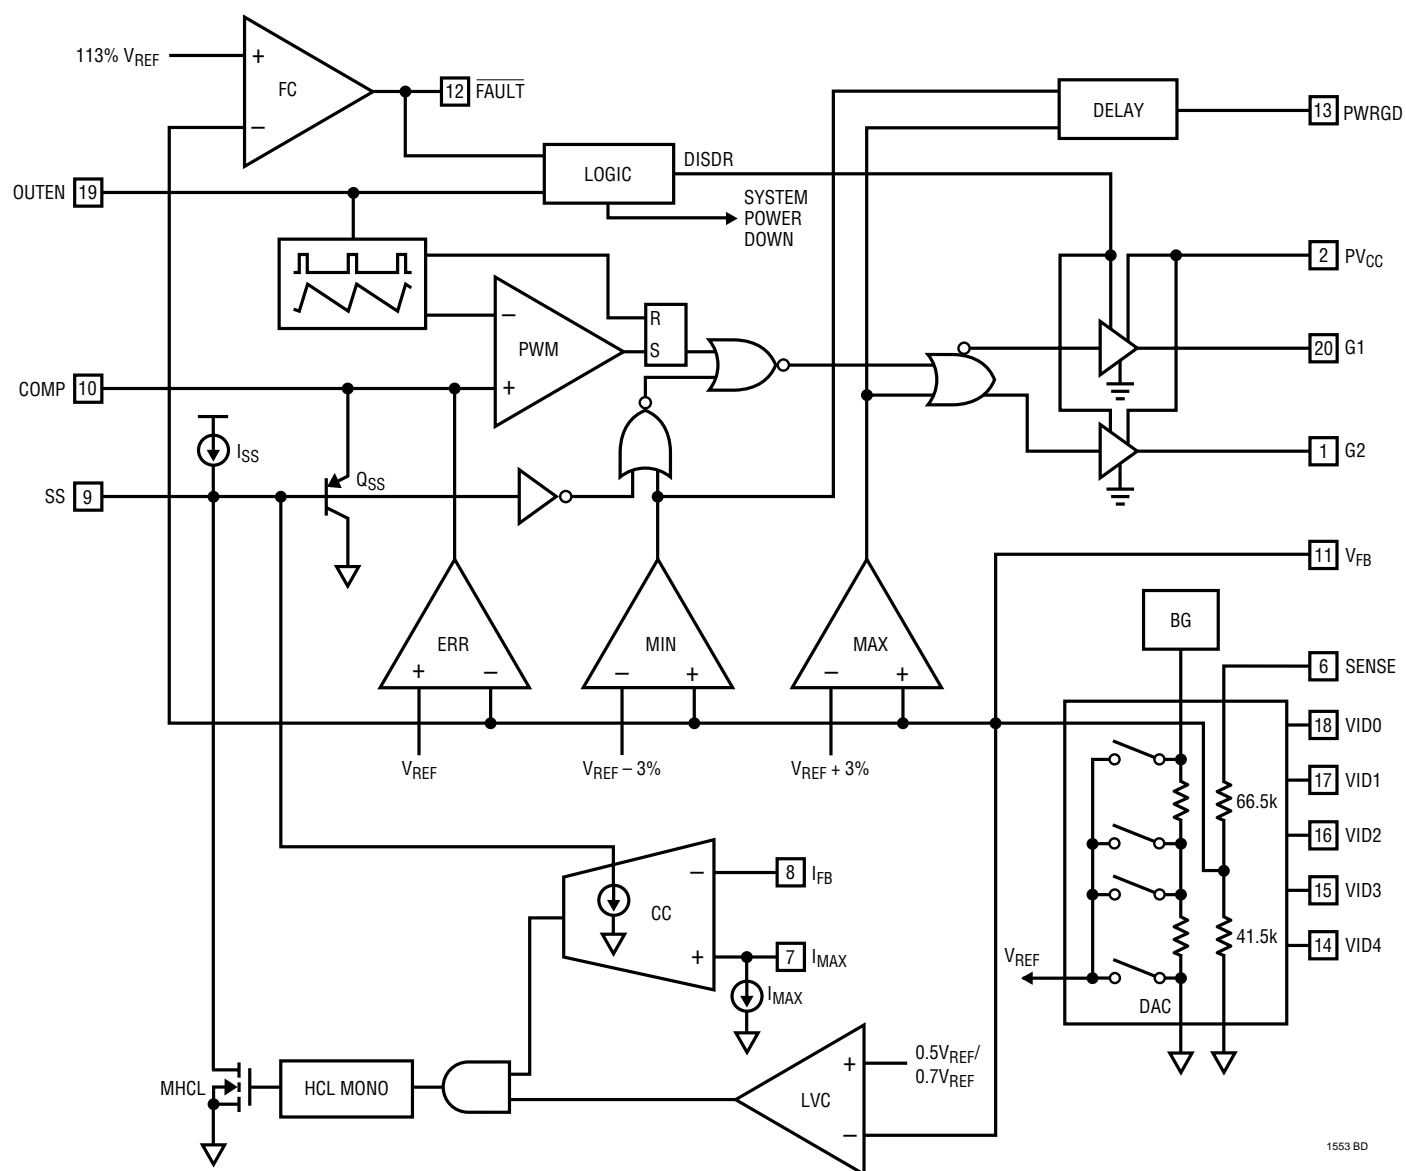 113% VREF
+
FC
–
12 FAULT
DELAY
13 PWRGD
OUTEN 19
LOGIC
DISDR
SYSTEM
POWER
DOWN
2 PVCC
–
PWM
+
R
S
20 G1
COMP 10
ISS
QSS
SS 9
1 G2
11 VFB
ERR
+ –
MIN
– +
MAX
– +
BG
6 SENSE
VREF
VREF – 3%
VREF + 3%
18 VID0
17 VID1
16 VID2
15 VID3
14 VID4
66.5k
41.5k
VREF
DAC
–
CC
+
8 IFB
7 IMAX
IMAX
MHCL
HCL MONO
LVC
+
–
0.5VREF/
0.7VREF
1553 BD